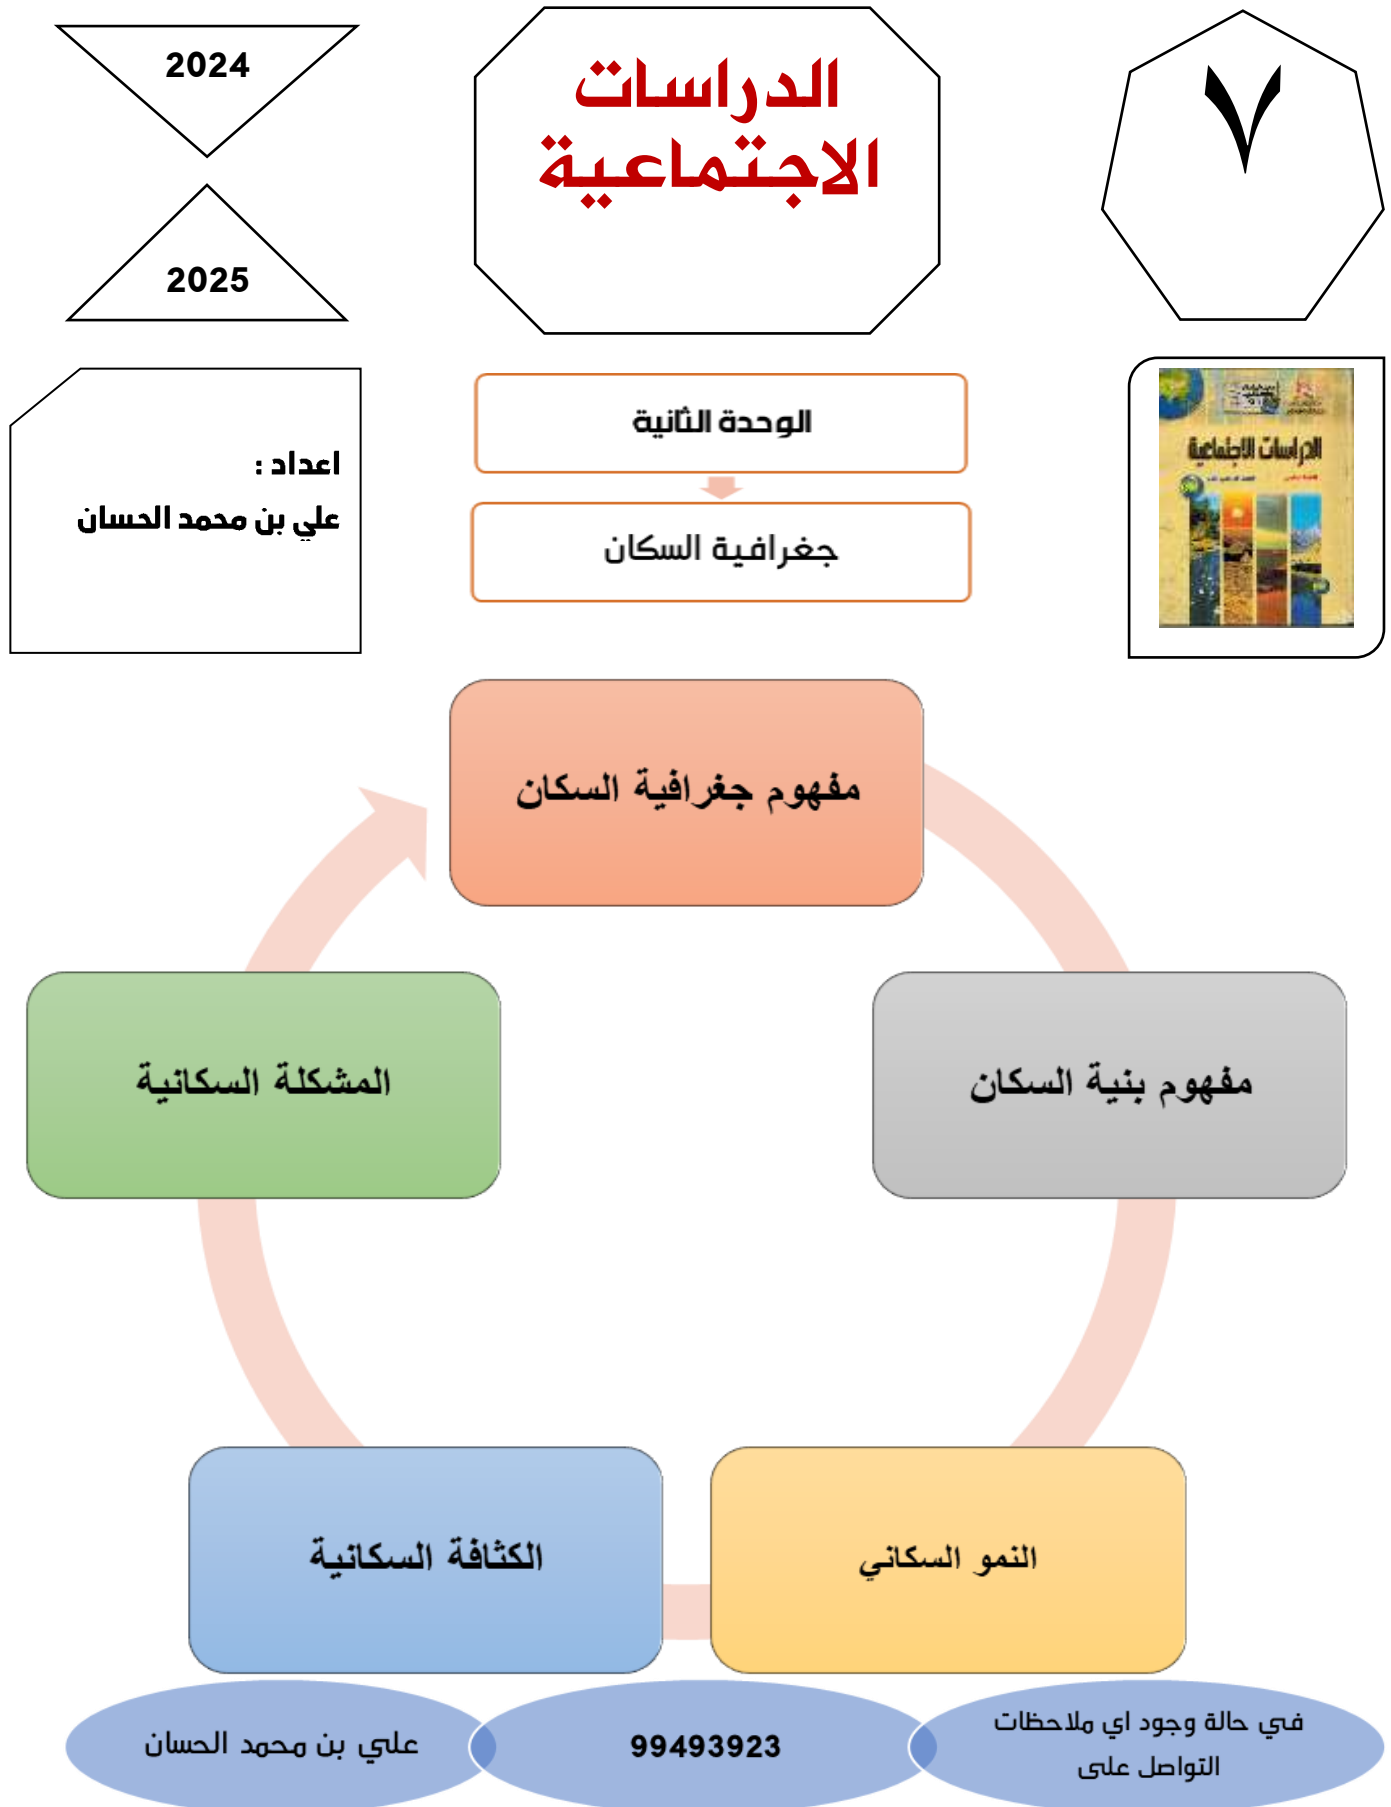 ٧
الدراسات
الاجتماعية
2024
2025
الدراسات الاجتماعية
الوحدة الثانية
جغرافية السكان
اعداد :
علي بن محمد الحسان
مفهوم جغرافية السكان
مفهوم بنية السكان
النمو السكاني
الكثافة السكانية
المشكلة السكانية
في حالة وجود اي ملاحظات
التواصل على
99493923
علي بن محمد الحسان